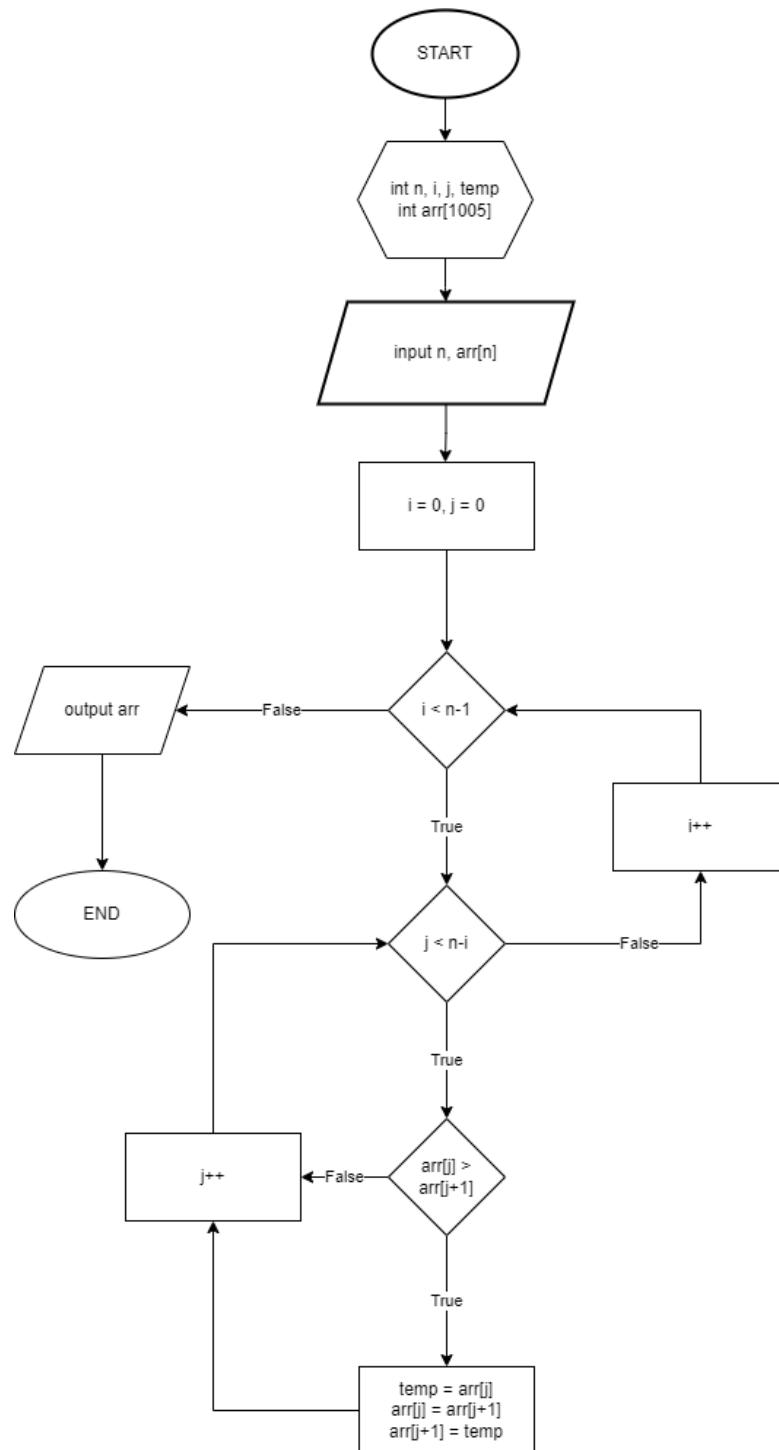 START
int n, i, j, temp
int arr[1005]
input n, arr[n]
i = 0, j = 0
i < n-1
False
output arr
True
i++
END
j < n-i
False
True
arr[j] >
arr[j+1]
False
j++
True
temp = arr[j]
arr[j] = arr[j+1]
arr[j+1] = temp